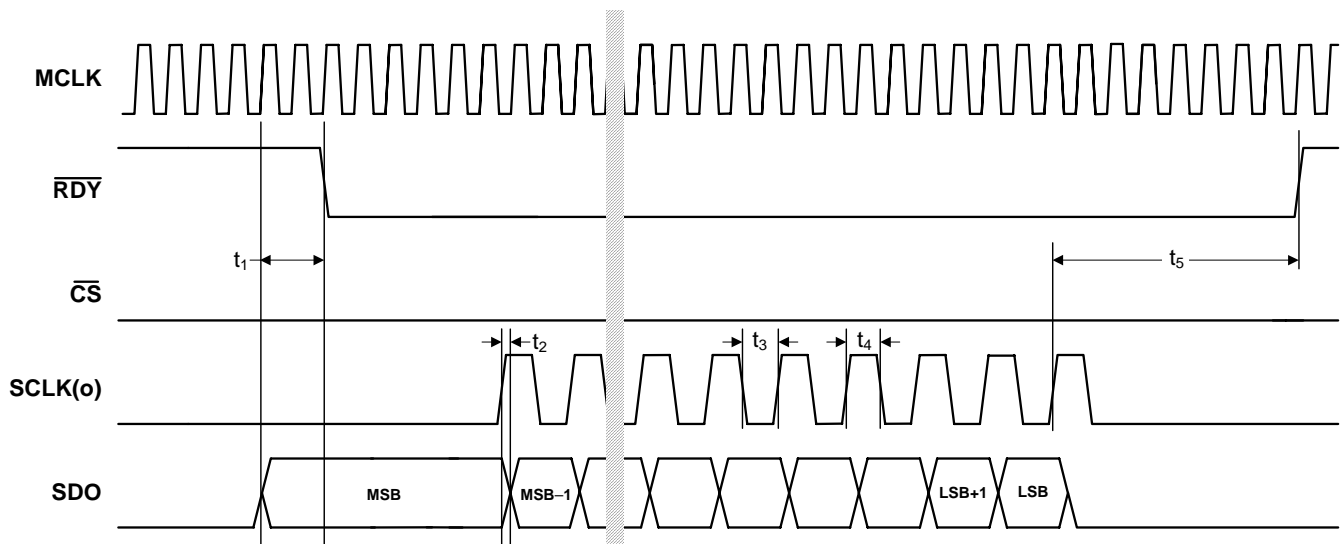 MCLK
RDY
t1
t5
CS
t2
t3
t4
SCLK(o)
SDO
MSB
MSB–1
LSB+1
LSB